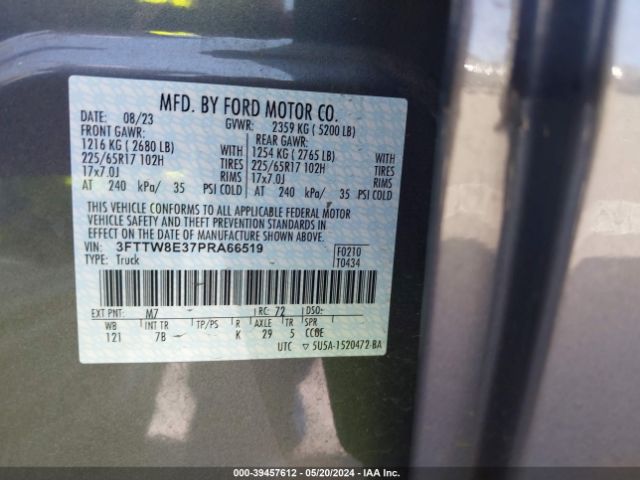 MFD. BY FORD MOTOR CO.
DATE: 08/23 GVWR: 2359 KG ( 5200 LB)
FRONT GAWR: REAR GAWR:
1216 KG ( 2680 LB) WITH 1254 KG ( 2765 LB) WITH
225/65R17 102H TIRES 225/65R17 102H TIRES
17x7.0J RIMS 17x7.0J RIMS
AT 240 kPa/ 35 PSI COLD AT 240 kPa/ 35 PSI COLD
THIS VEHICLE CONFORMS TO ALL APPLICABLE FEDERAL MOTOR
VEHICLE SAFETY AND THEFT PREVENTION STANDARDS IN
EFFECT ON THE DATE OF MANUFACTURE SHOWN ABOVE.
VIN: 3FTTW8E37PRA66519
TYPE: Truck
F0210
T0434
EXT PNT: M7 RC: 72 DSO:
WB INT TR TP/PS R AXLE TR SPR
121 7B K 29 5 CCOE
UTC ▽ 5U5A-1520472-BA
000-39457612 - 05/20/2024 - IAA Inc.